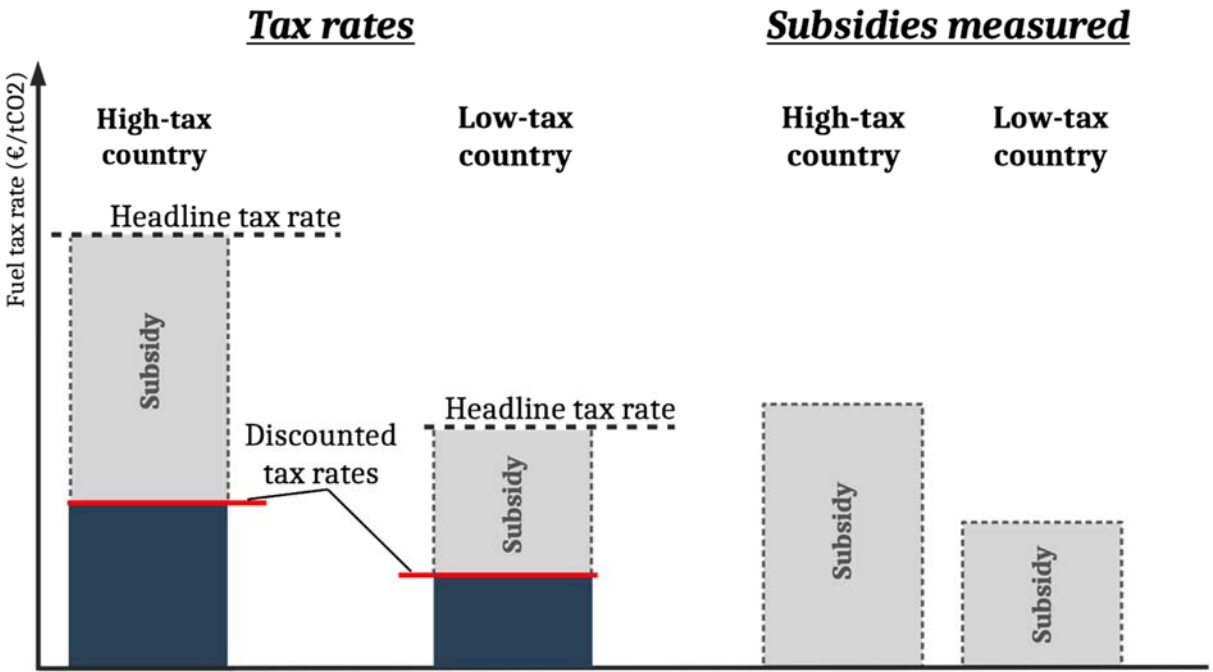 Tax rates
Subsidies measured
Fuel tax rate (€/tCO2)
High-tax
country
Low-tax
country
High-tax
country
Low-tax
country
Headline tax rate
Subsidy
Headline tax rate
Discounted
tax rates
Subsidy
Subsidy
Subsidy